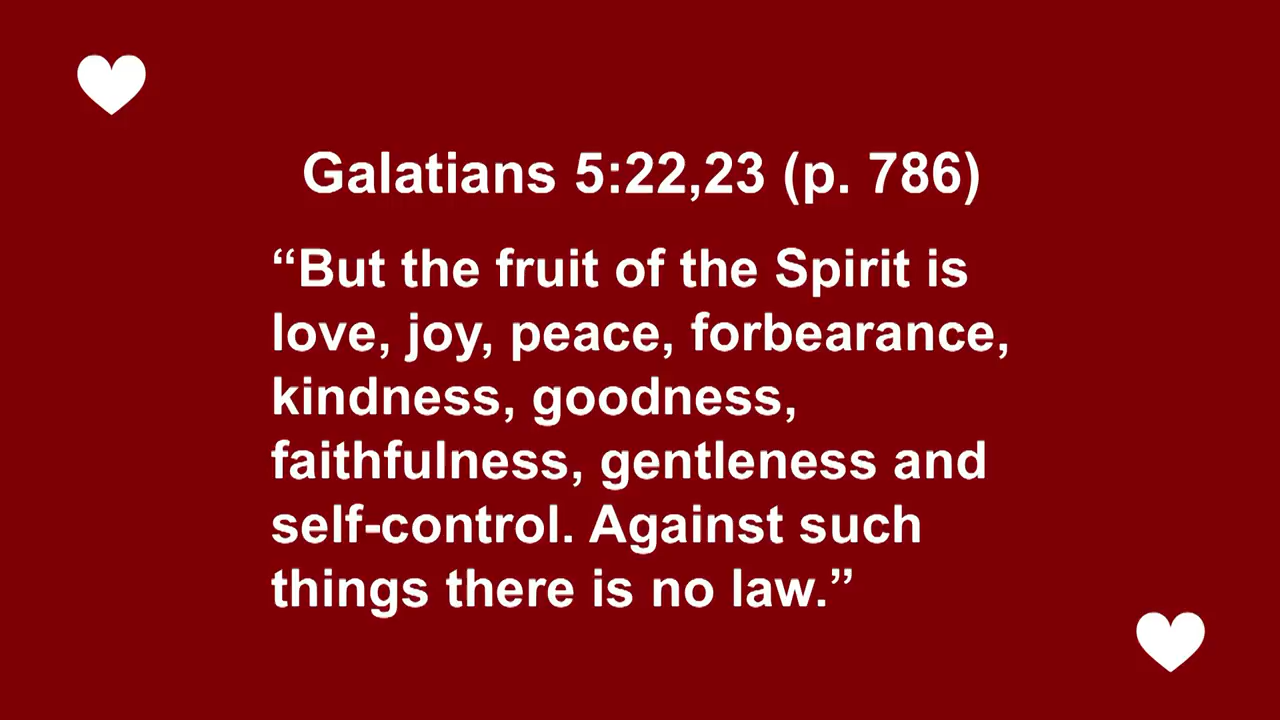 Galatians 5:22,23 (p. 786)
“But the fruit of the Spirit is
love, joy, peace, forbearance,
kindness, goodness,
faithfulness, gentleness and
self-control. Against such
things there is no law.”